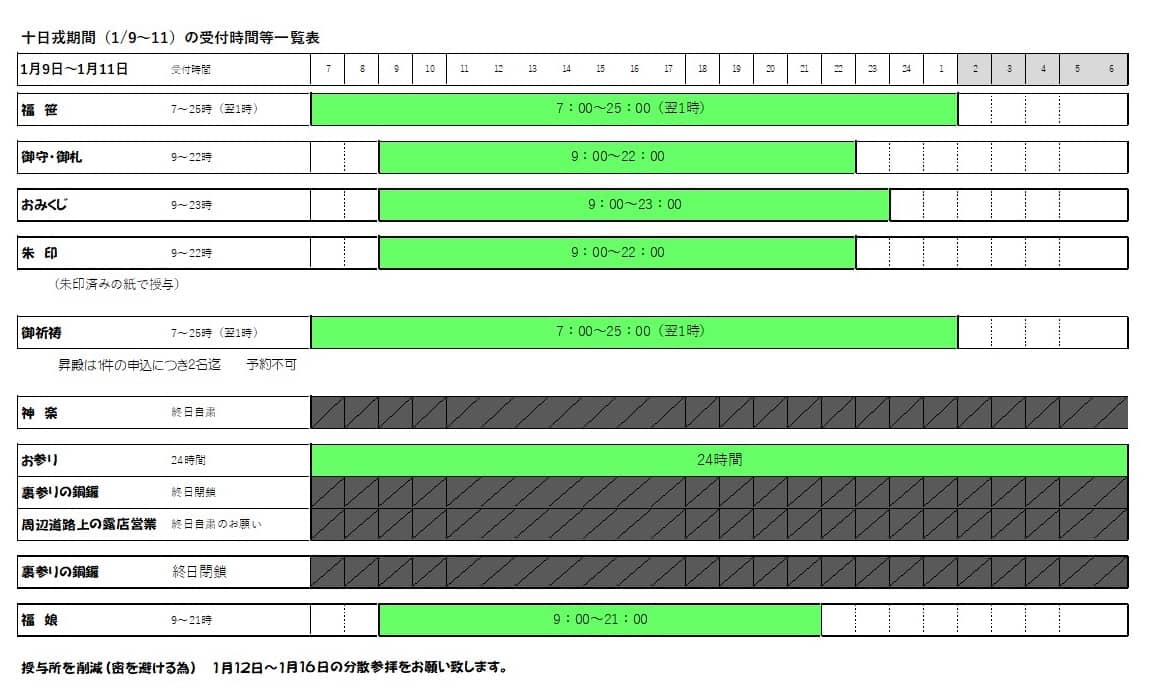 十日戎期間（1/9～11）の受付時間等一覧表
1月9日～1月11日 受付時間 7 8 9 10 11 12 13 14 15 16 17 18 19 20 21 22 23 24 1 2 3 4 5 6
福 笹 7～25時（翌1時） 7：00～25：00（翌1時）
御守・御札 9～22時 9：00～22：00
おみくじ 9～23時 9：00～23：00
朱 印 9～22時 9：00～22：00
（朱印済みの紙で授与）
御祈祷 7～25時（翌1時） 7：00～25：00（翌1時）
昇殿は1件の申込につき2名迄 予約不可
神 楽 終日自粛
お参り 24時間 24時間
裏参りの銅鑼 終日閉鎖
周辺道路上の露店営業 終日自粛のお願い
裏参りの銅鑼 終日閉鎖
福 娘 9～21時 9：00～21：00
授与所を削減（密を避ける為） 1月12日～1月16日の分散参拝をお願い致します。